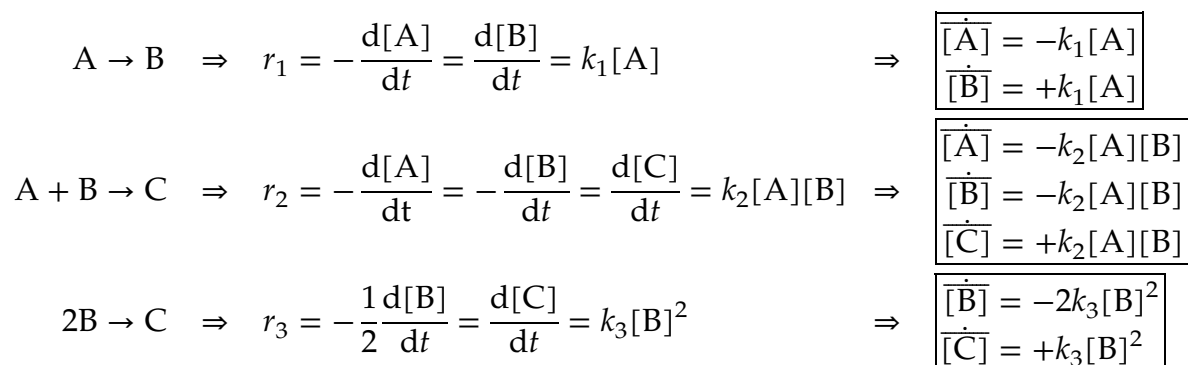 A → B ⇒ r₁ = −d[A]/dt = d[B]/dt = k₁[A] ⇒ [A]̇ = −k₁[A]
[B]̇ = +k₁[A]
A + B → C ⇒ r₂ = −d[A]/dt = −d[B]/dt = d[C]/dt = k₂[A][B] ⇒ [A]̇ = −k₂[A][B]
[B]̇ = −k₂[A][B]
[C]̇ = +k₂[A][B]
2B → C ⇒ r₃ = −1/2 d[B]/dt = d[C]/dt = k₃[B]² ⇒ [B]̇ = −2k₃[B]²
[C]̇ = +k₃[B]²